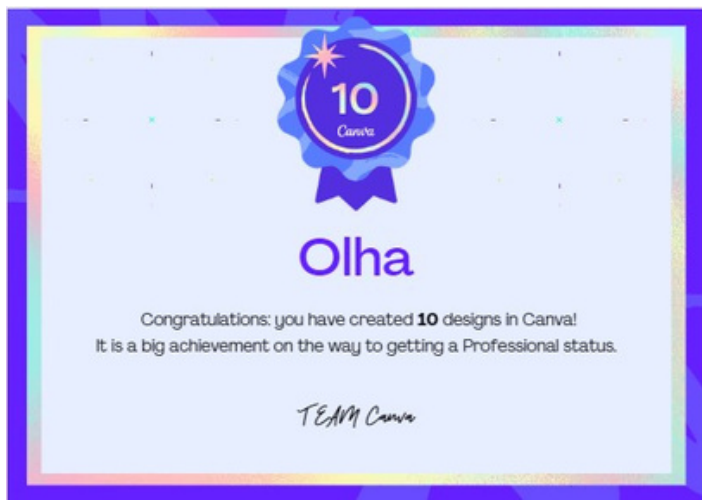 10
Canva
Olha
Congratulations: you have created 10 designs in Canva!
It is a big achievement on the way to getting a Professional status.
TEAM Canva